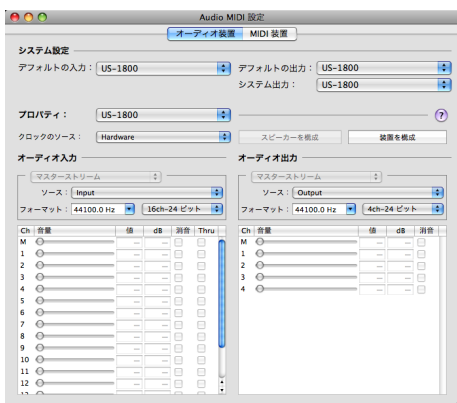 Audio MIDI 設定
オーディオ装置 MIDI 装置
システム設定
デフォルトの入力： US-1800 デフォルトの出力： US-1800
システム出力： US-1800
プロパティ： US-1800 ?
クロックのソース： Hardware スピーカーを構成 装置を構成
オーディオ入力 オーディオ出力
マスターストリーム マスターストリーム
ソース： Input ソース： Output
フォーマット： 44100.0 Hz 16ch-24 ビット フォーマット： 44100.0 Hz 4ch-24 ビット
Ch 音量 値 dB 消音 Thru Ch 音量 値 dB 消音
M M
1 1
2 2
3 3
4 4
5
6
7
8
9
10
11
12
13